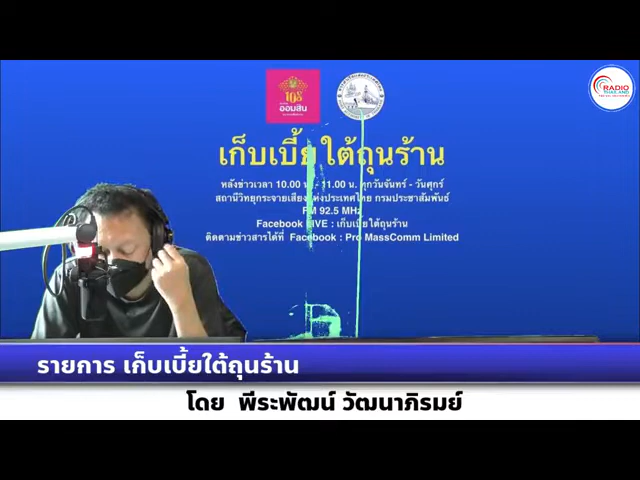 RADIO
THAILAND
108
ออมสิน
เก็บเบี้ยใต้ถุนร้าน
หลังข่าวเวลา 10.00 น. - 11.00 น. ทุกวันจันทร์ - วันศุกร์
สถานีวิทยุกระจายเสียงแห่งประเทศไทย กรมประชาสัมพันธ์
FM 92.5 MHz
Facebook LIVE : เก็บเบี้ยใต้ถุนร้าน
ติดตามข่าวสารได้ที่ Facebook : Pro MassComm Limited
รายการ เก็บเบี้ยใต้ถุนร้าน
โดย พีระพัฒน์ วัฒนาภิรมย์